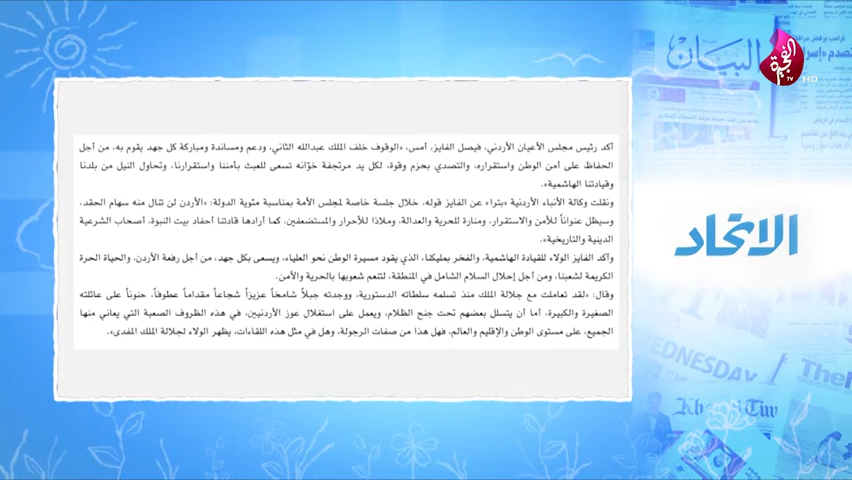 أكد رئيس مجلس الأعيان الأردني، فيصل الفايز، أمس، «الوقوف خلف الملك عبدالله الثاني، ودعم ومساندة ومباركة كل جهد يقوم به، من أجل
الحفاظ على أمن الوطن واستقراره، والتصدي بحزم وقوة، لكل يد مرتجفة خوّانه تسعى للعبث بأمننا واستقرارنا، وتحاول النيل من بلدنا
وقيادتنا الهاشمية».
ونقلت وكالة الأنباء الأردنية «بترا» عن الفايز قوله، خلال جلسة خاصة لمجلس الأمة بمناسبة مئوية الدولة: «الأردن لن تنال منه سهام الحقد،
وسيظل عنواناً للأمن والاستقرار، ومنارة للحرية والعدالة، وملاذا للأحرار والمستضعفين، كما أرادها قادتنا أحفاد بيت النبوة، أصحاب الشرعية
الدينية والتاريخية».
وأكد الفايز الولاء للقيادة الهاشمية، والفخر بمليكنا، الذي يقود مسيرة الوطن نحو العلياء، ويسعى بكل جهد، من أجل رفعة الأردن، والحياة الحرة
الكريمة لشعبنا، ومن أجل إحلال السلام الشامل في المنطقة، لتنعم شعوبها بالحرية والأمن.
وقال: «لقد تعاملت مع جلالة الملك منذ تسلمه سلطاته الدستورية، ووجدته جبلاً شامخاً عزيزاً شجاعاً مقداماً عطوفاً، حنوناً على عائلته
الصغيرة والكبيرة، أما أن يتسلل بعضهم تحت جنح الظلام، ويعمل على استغلال عوز الأردنيين، في هذه الظروف الصعبة التي يعاني منها
الجميع، على مستوى الوطن والإقليم والعالم، فهل هذا من صفات الرجولة، وهل في مثل هذه اللقاءات، يظهر الولاء لجلالة الملك المفدى».
الاتحاد
البيان
الفجيرة
TV HD
WEDNESDAY
Khaleej Times